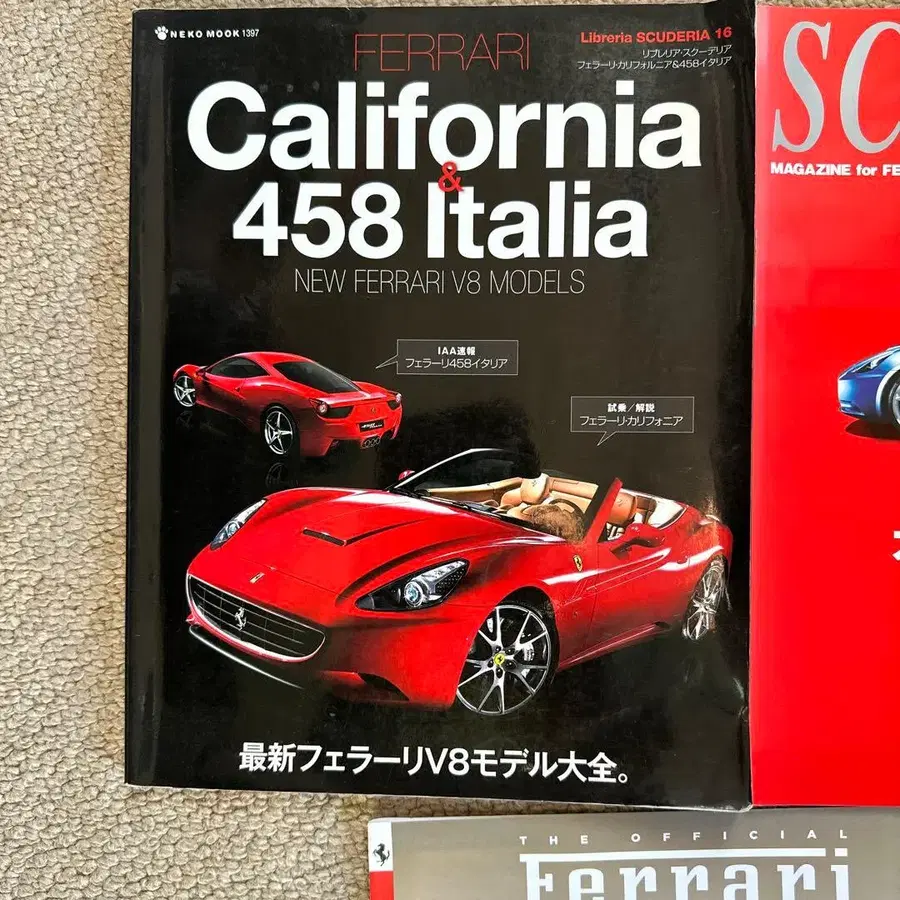 NEKO MOOK 1397
FERRARI
Libreria SCUDERIA 16
リブレリア・スクーデリア
フェラーリ・カリフォルニア&458イタリア
California
&
458 Italia
NEW FERRARI V8 MODELS
IAA速報
フェラーリ458イタリア
試乗/解説
フェラーリ・カリフォニア
最新フェラーリV8モデル大全。
SC
MAGAZINE for FE
THE OFFICIAL
Ferrari